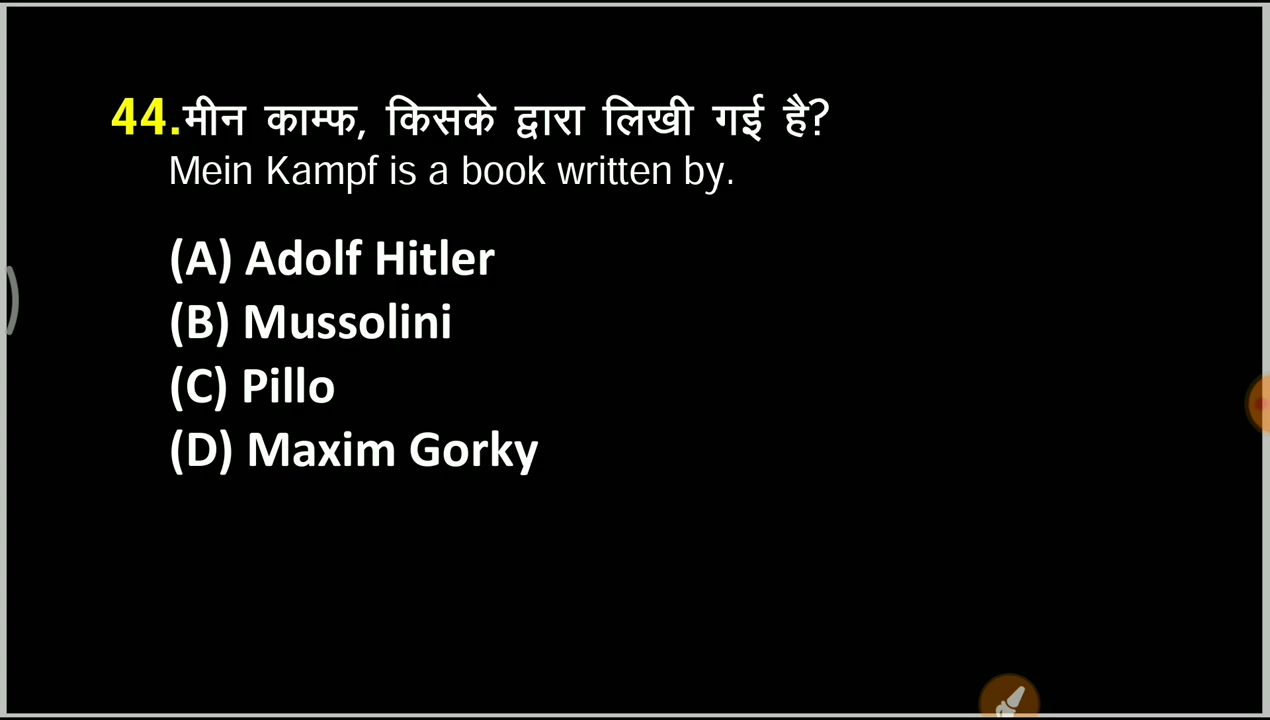 44.मीन काम्फ, किसके द्वारा लिखी गई है?
Mein Kampf is a book written by.
(A) Adolf Hitler
(B) Mussolini
(C) Pillo
(D) Maxim Gorky